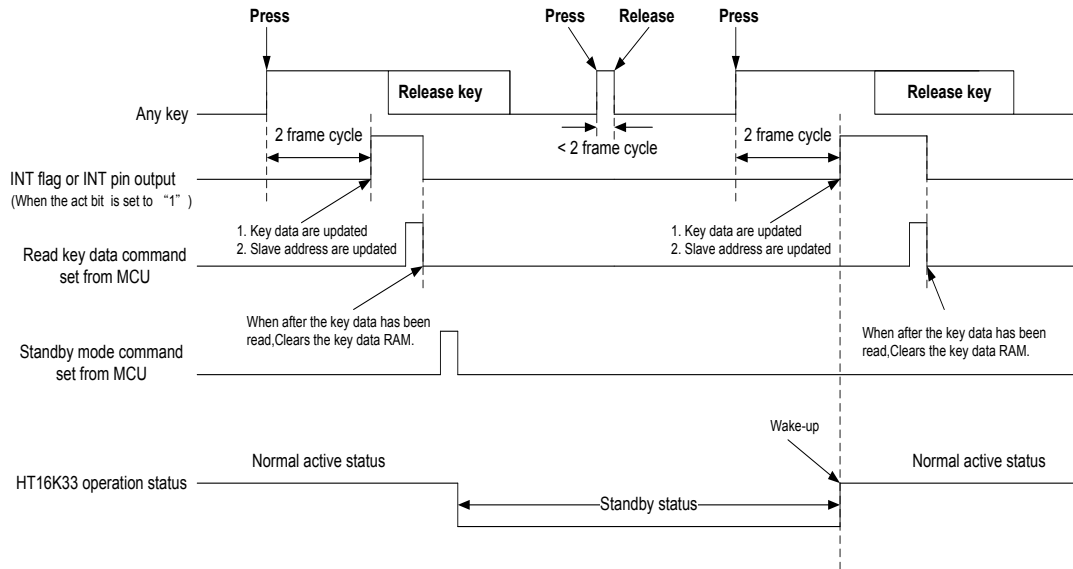 Press
Press
Release
Press
Release key
Release key
Any key
2 frame cycle
< 2 frame cycle
2 frame cycle
INT flag or INT pin output
(When the act bit is set to “1” )
1. Key data are updated
2. Slave address are updated
1. Key data are updated
2. Slave address are updated
Read key data command
set from MCU
When after the key data has been
read,Clears the key data RAM.
When after the key data has been
read,Clears the key data RAM.
Standby mode command
set from MCU
Wake-up
Normal active status
Normal active status
HT16K33 operation status
Standby status